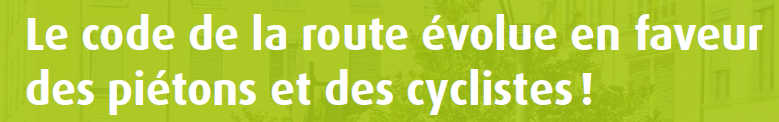 Le code de la route évolue en faveur
des piétons et des cyclistes !